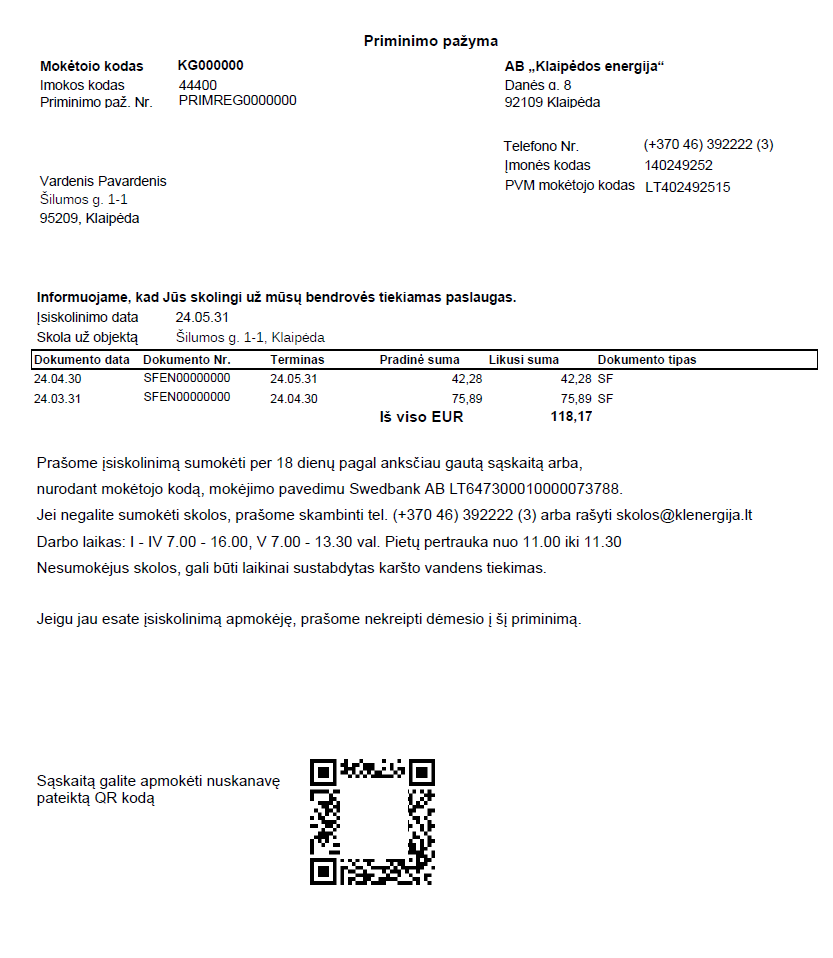 Priminimo pažyma
Mokėtoio kodas KG000000
Imokos kodas 44400
Priminimo paž. Nr. PRIMREG0000000
AB „Klaipėdos energija“
Danės g. 8
92109 Klaipėda
Telefono Nr. (+370 46) 392222 (3)
Įmonės kodas 140249252
PVM mokėtojo kodas LT402492515
Vardenis Pavardenis
Šilumos g. 1-1
95209, Klaipėda
Informuojame, kad Jūs skolingi už mūsų bendrovės tiekiamas paslaugas.
Įsiskolinimo data 24.05.31
Skola už objektą Šilumos g. 1-1, Klaipėda
Dokumento data Dokumento Nr. Terminas Pradinė suma Likusi suma Dokumento tipas
24.04.30 SFEN00000000 24.05.31 42,28 42,28 SF
24.03.31 SFEN00000000 24.04.30 75,89 75,89 SF
Iš viso EUR 118,17
Prašome įsiskolinimą sumokėti per 18 dienų pagal anksčiau gautą sąskaitą arba,
nurodant mokėtojo kodą, mokėjimo pavedimu Swedbank AB LT647300010000073788.
Jei negalite sumokėti skolos, prašome skambinti tel. (+370 46) 392222 (3) arba rašyti skolos@klenergija.lt
Darbo laikas: I - IV 7.00 - 16.00, V 7.00 - 13.30 val. Pietų pertrauka nuo 11.00 iki 11.30
Nesumokėjus skolos, gali būti laikinai sustabdytas karšto vandens tiekimas.
Jeigu jau esate įsiskolinimą apmokėję, prašome nekreipti dėmesio į šį priminimą.
Sąskaitą galite apmokėti nuskanavę
pateiktą QR kodą